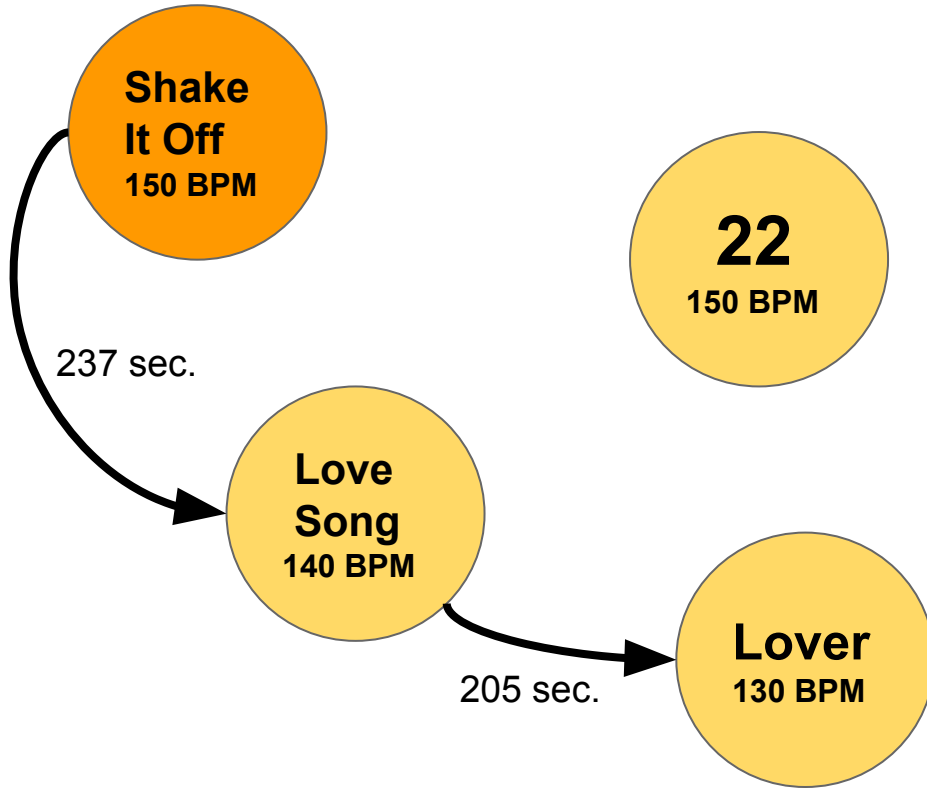 Shake
It Off
150 BPM
22
150 BPM
237 sec.
Love
Song
140 BPM
Lover
130 BPM
205 sec.